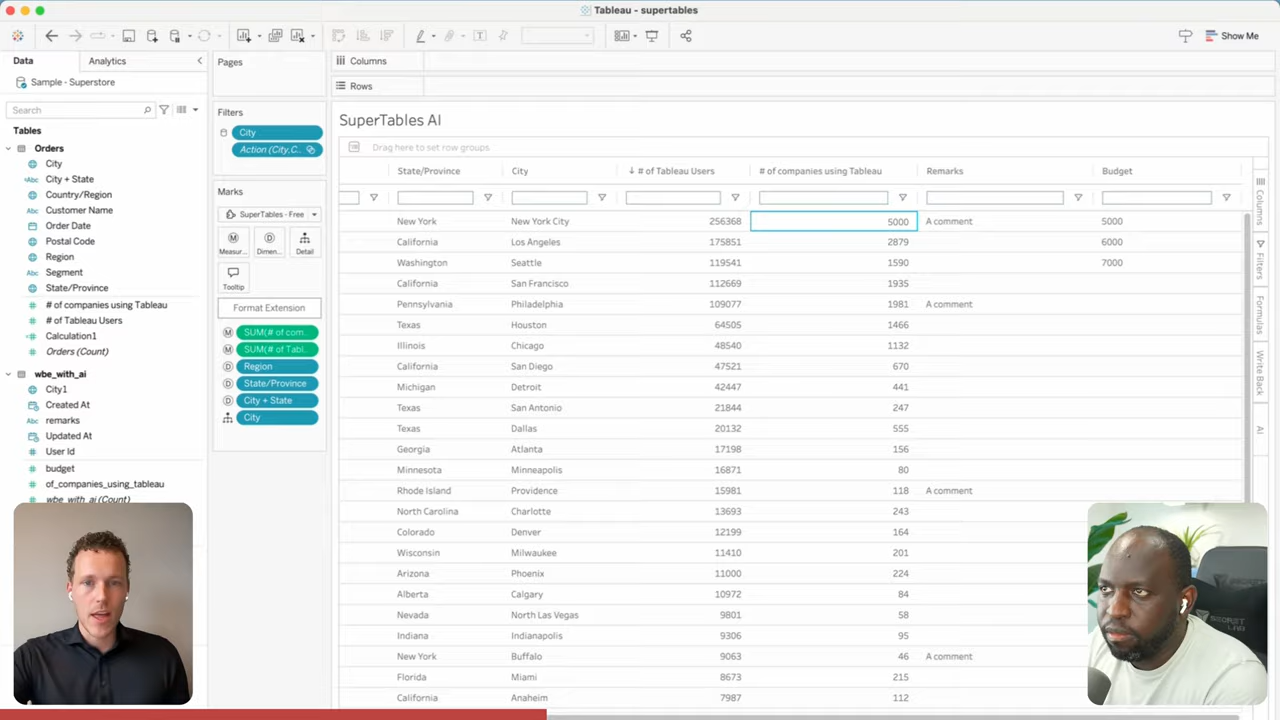 Tableau - supertables
Show Me
Data
Analytics
Sample - Superstore
Search
Tables
Orders
City
Abc City + State
Country/Region
Abc Customer Name
Order Date
Postal Code
Region
Abc Segment
State/Province
# # of companies using Tableau
# # of Tableau Users
Calculation1
# Orders (Count)
wbe_with_ai
City1
Created At
Abc remarks
Updated At
# User Id
# budget
# of_companies_using_tableau
# wbe_with_ai (Count)
Pages
Filters
City
Action (City,C..
Marks
SuperTables - Free
Measur...
Dimen...
Detail
Tooltip
Format Extension
M SUM(# of com..
M SUM(# of Tabl..
D Region
D State/Province
D City + State
City
Columns
Rows
SuperTables AI
Drag here to set row groups
State/Province City # of Tableau Users # of companies using Tableau Remarks Budget
New York New York City 256368 5000 A comment 5000
California Los Angeles 175851 2879 6000
Washington Seattle 119541 1590 7000
California San Francisco 112669 1935
Pennsylvania Philadelphia 109077 1981 A comment
Texas Houston 64505 1466
Illinois Chicago 48540 1132
California San Diego 47521 670
Michigan Detroit 42447 441
Texas San Antonio 21844 247
Texas Dallas 20132 555
Georgia Atlanta 17198 156
Minnesota Minneapolis 16871 80
Rhode Island Providence 15981 118 A comment
North Carolina Charlotte 13693 243
Colorado Denver 12199 164
Wisconsin Milwaukee 11410 201
Arizona Phoenix 11000 224
Alberta Calgary 10972 84
Nevada North Las Vegas 9801 58
Indiana Indianapolis 9306 95
New York Buffalo 9063 46 A comment
Florida Miami 8673 215
California Anaheim 7987 112
Columns
Filters
Formulas
Write Back
AI
SECRET
LAB